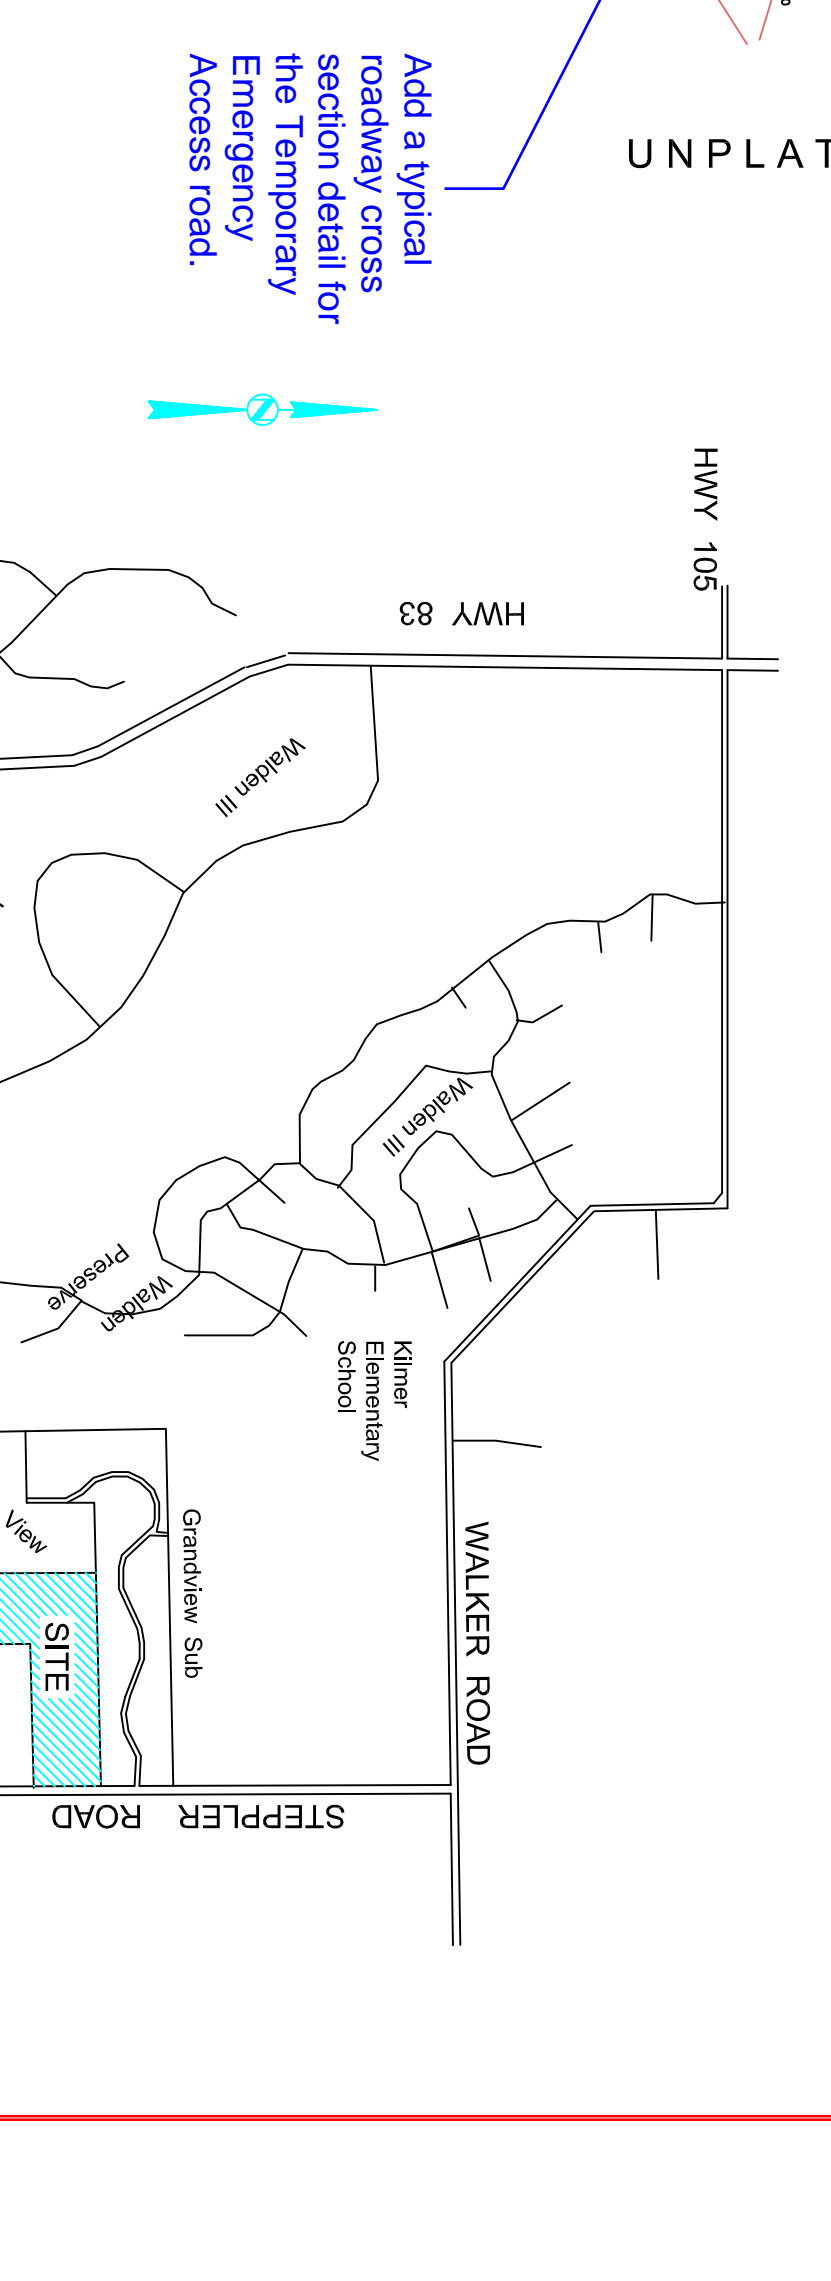 Add a typical
roadway cross
section detail for
the Temporary
Emergency
Access road.
UNPLAT
HWY 105
HWY 83
Walden III
Walden III
Walden
Preserve
Kilmer
Elementary
School
WALKER ROAD
Grandview Sub
View
SITE
STEPPLER ROAD